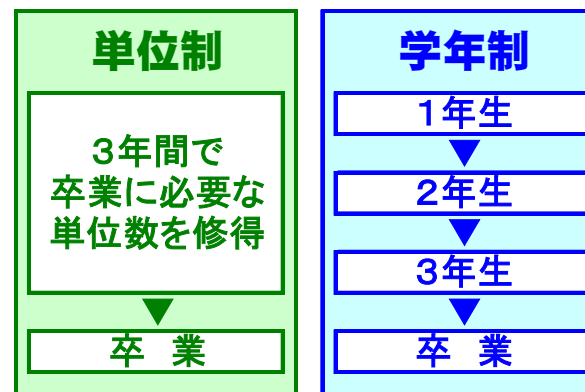 単位制
3年間で
卒業に必要な
単位数を修得
卒　業
学年制
1年生
2年生
3年生
卒　業